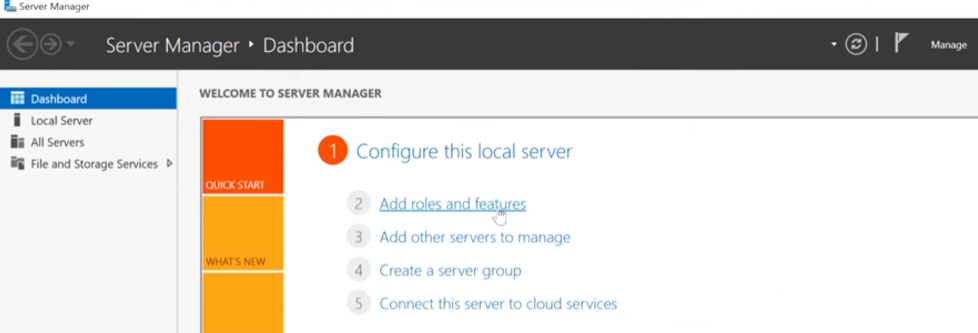 Server Manager
Server Manager ‣ Dashboard
Manage
Dashboard
Local Server
All Servers
File and Storage Services
WELCOME TO SERVER MANAGER
QUICK START
WHAT'S NEW
1 Configure this local server
2 Add roles and features
3 Add other servers to manage
4 Create a server group
5 Connect this server to cloud services